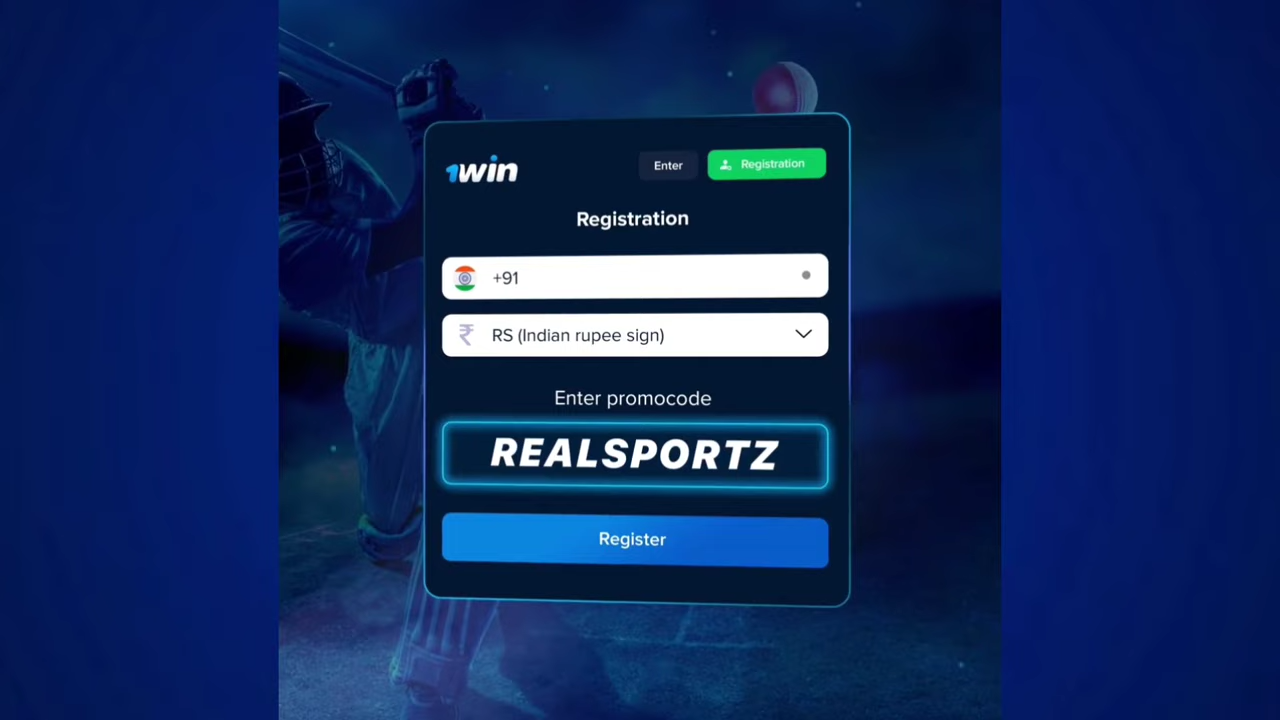 1win
Enter
Registration
Registration
+91
₹ RS (Indian rupee sign)
Enter promocode
REALSPORTZ
Register